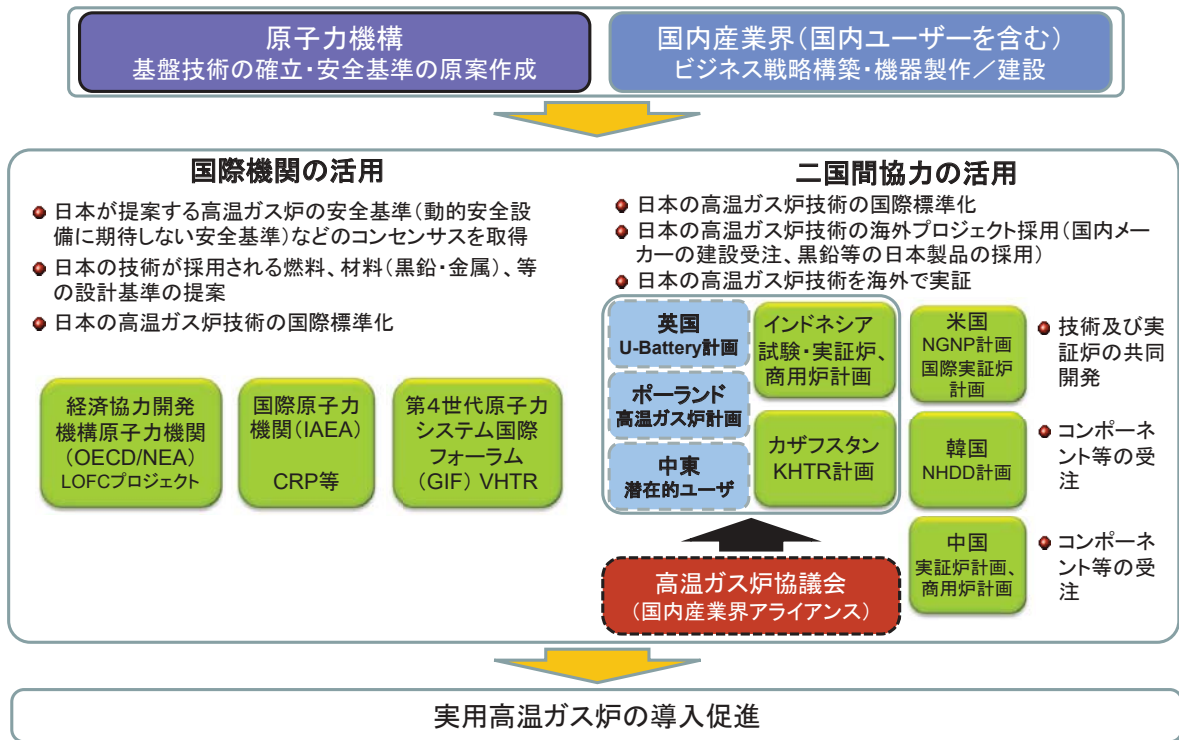 原子力機構
基盤技術の確立・安全基準の原案作成
国内産業界(国内ユーザーを含む)
ビジネス戦略構築・機器製作／建設
国際機関の活用
日本が提案する高温ガス炉の安全基準(動的安全設
備に期待しない安全基準)などのコンセンサスを取得
日本の技術が採用される燃料、材料(黒鉛・金属)、等
の設計基準の提案
日本の高温ガス炉技術の国際標準化
経済協力開発
機構原子力機関
(OECD/NEA)
LOFCプロジェクト
国際原子力
機関(IAEA)
CRP等
第4世代原子力
システム国際
フォーラム
(GIF) VHTR
二国間協力の活用
日本の高温ガス炉技術の国際標準化
日本の高温ガス炉技術の海外プロジェクト採用(国内メー
カーの建設受注、黒鉛等の日本製品の採用)
日本の高温ガス炉技術を海外で実証
英国
U-Battery計画
ポーランド
高温ガス炉計画
中東
潜在的ユーザ
インドネシア
試験・実証炉、
商用炉計画
カザフスタン
KHTR計画
米国
NGNP計画
国際実証炉
計画
技術及び実
証炉の共同
開発
韓国
NHDD計画
コンポーネ
ント等の受
注
中国
実証炉計画、
商用炉計画
コンポーネ
ント等の受
注
高温ガス炉協議会
(国内産業界アライアンス)
実用高温ガス炉の導入促進